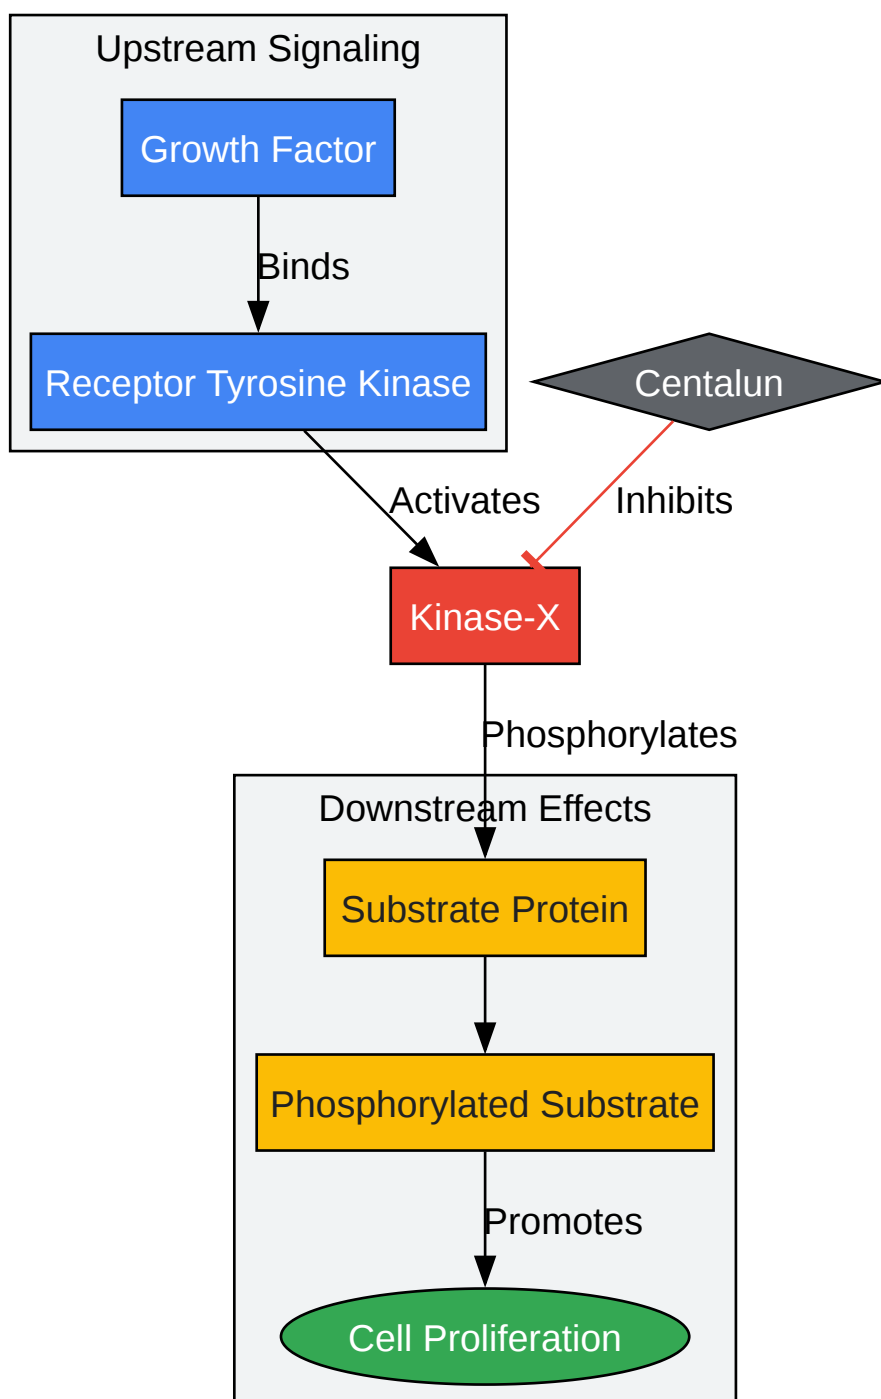 Upstream Signaling
Growth Factor
Binds
Receptor Tyrosine Kinase
Centalun
Activates
Inhibits
Kinase-X
Phosphorylates
Downstream Effects
Substrate Protein
Phosphorylated Substrate
Promotes
Cell Proliferation